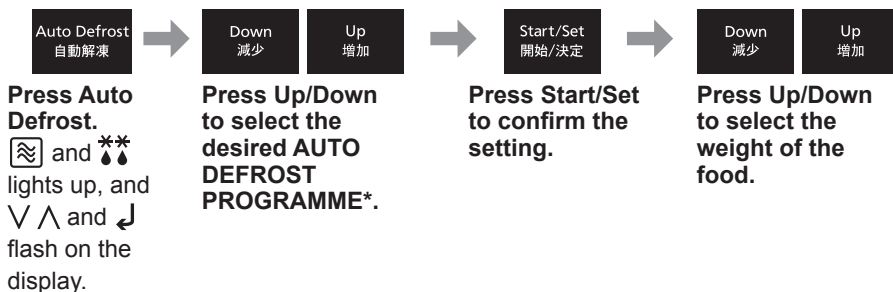 Auto Defrost
自動解凍
Down
減少
Up
增加
Start/Set
開始/決定
Down
減少
Up
增加
Press Auto
Defrost.
and
lights up, and
and
flash on the
display.
Press Up/Down
to select the
desired AUTO
DEFROST
PROGRAMME*.
Press Start/Set
to confirm the
setting.
Press Up/Down
to select the
weight of the
food.